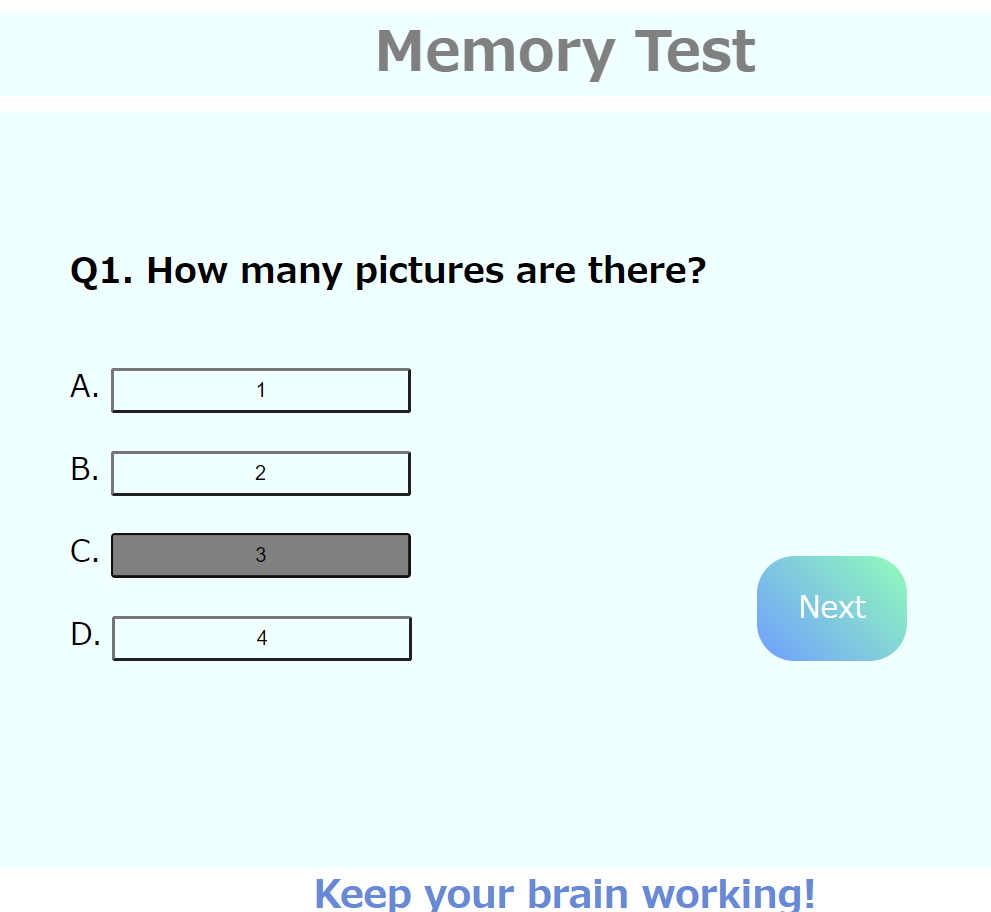 Memory Test
Q1. How many pictures are there?
A. 1
B. 2
C. 3
D. 4
Next
Keep your brain working!